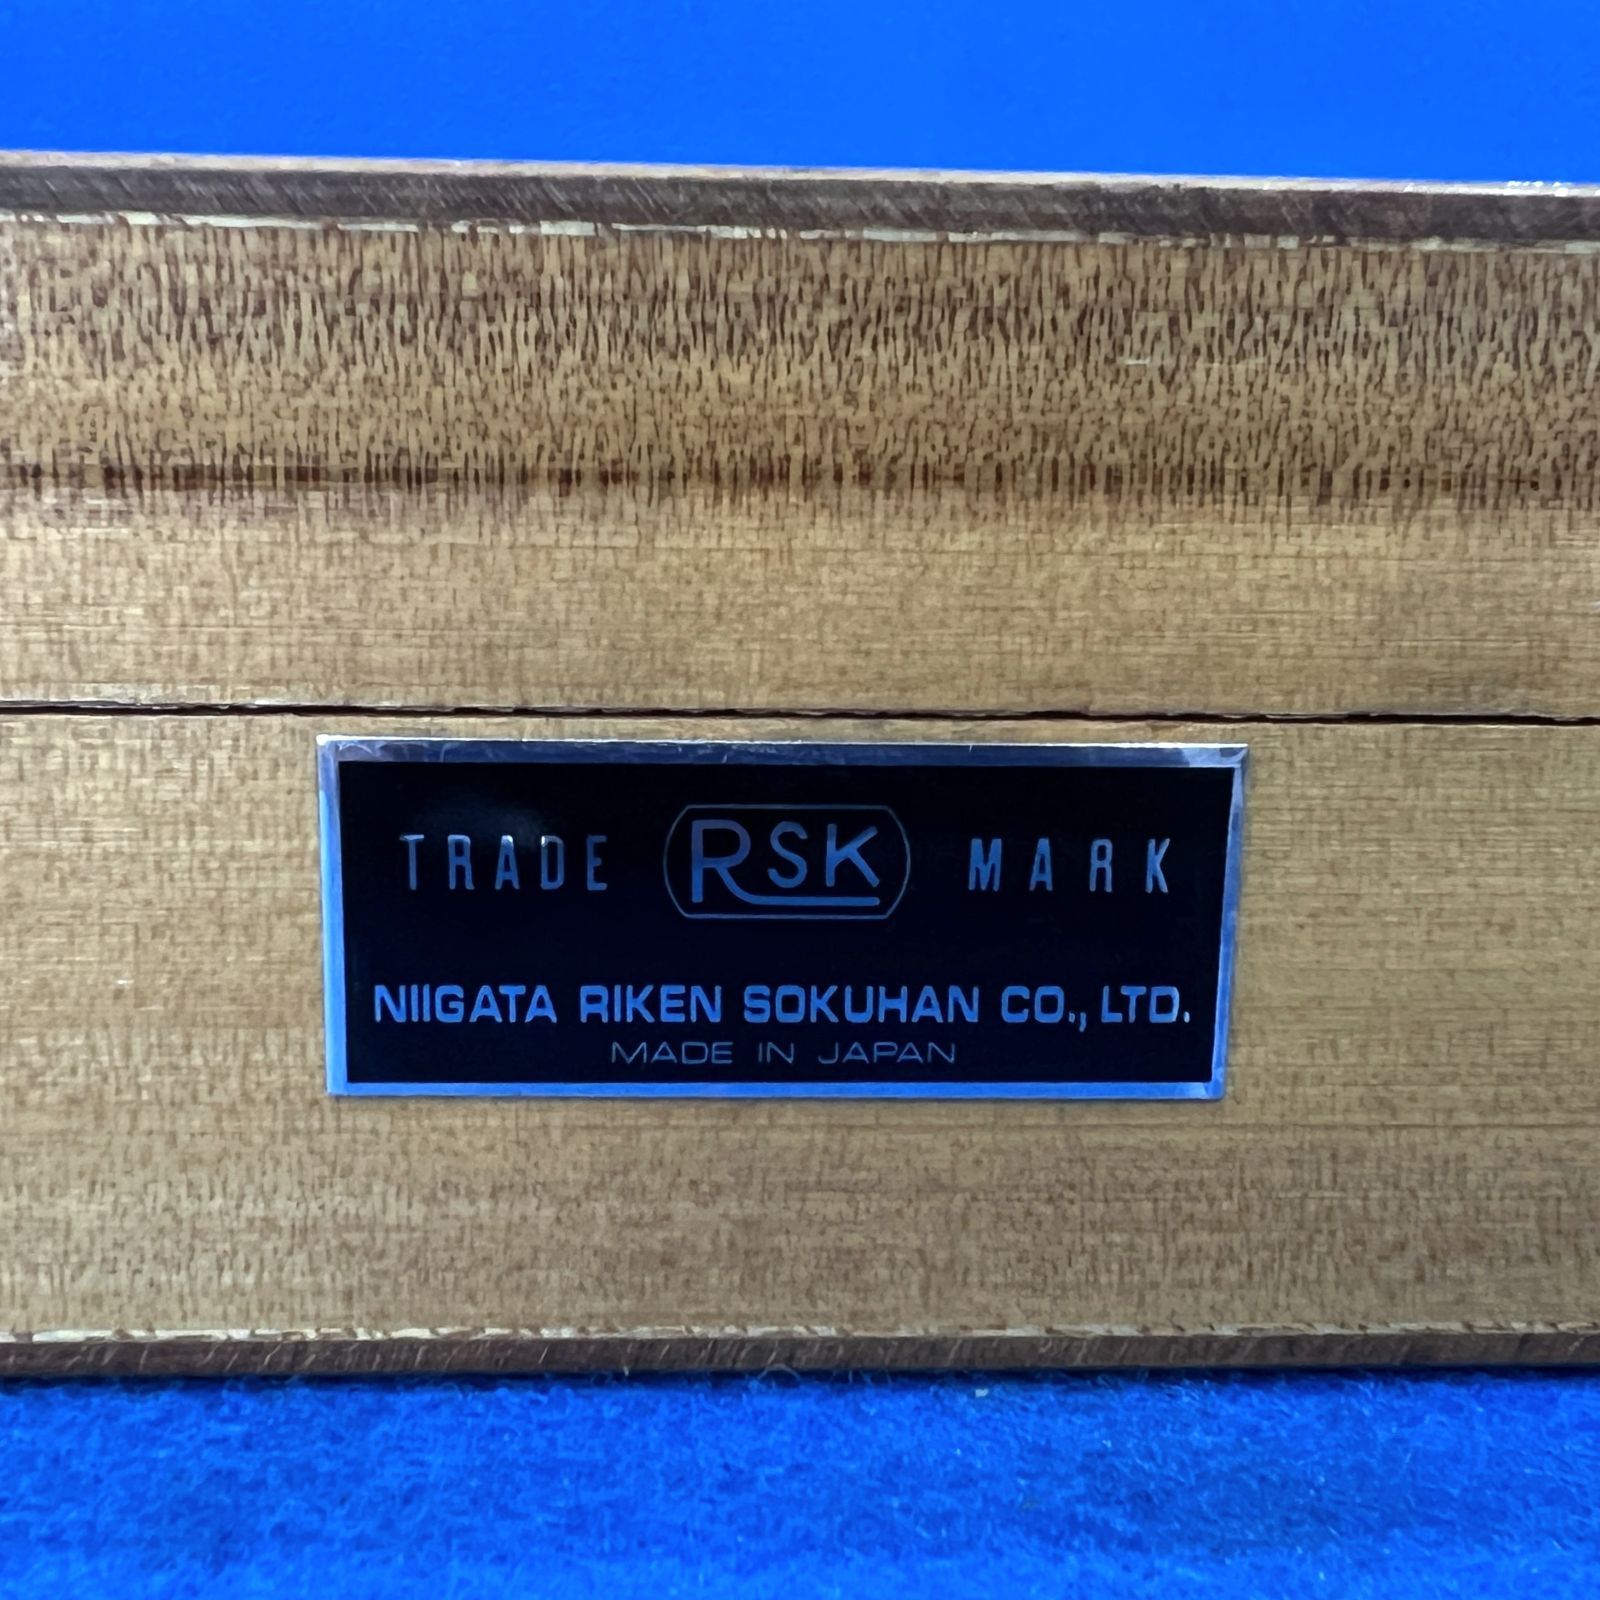 TRADE RSK MARK
NIIGATA RIKEN SOKUHAN CO., LTD.
MADE IN JAPAN